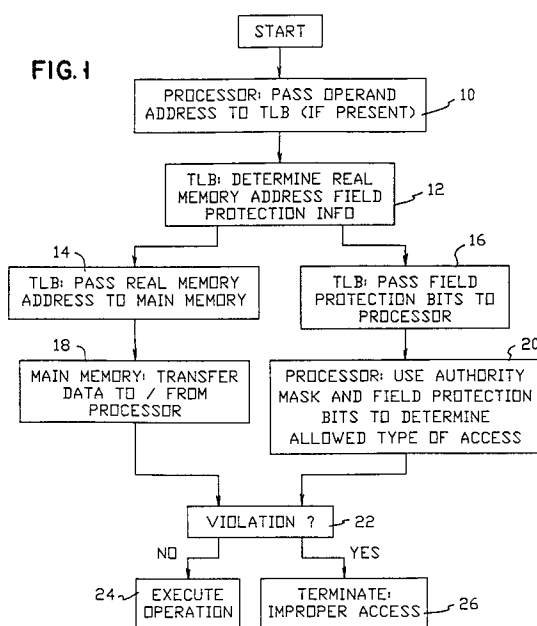 START
FIG.1
PROCESSOR: PASS OPERAND
ADDRESS TO TLB (IF PRESENT)
10
TLB: DETERMINE REAL
MEMORY ADDRESS FIELD
PROTECTION INFO
12
14
TLB: PASS REAL MEMORY
ADDRESS TO MAIN MEMORY
16
TLB: PASS FIELD
PROTECTION BITS TO
PROCESSOR
18
MAIN MEMORY: TRANSFER
DATA TO / FROM
PROCESSOR
20
PROCESSOR: USE AUTHORITY
MASK AND FIELD PROTECTION
BITS TO DETERMINE
ALLOWED TYPE OF ACCESS
VIOLATION ?
22
NO
YES
24
EXECUTE
OPERATION
TERMINATE:
IMPROPER ACCESS
26